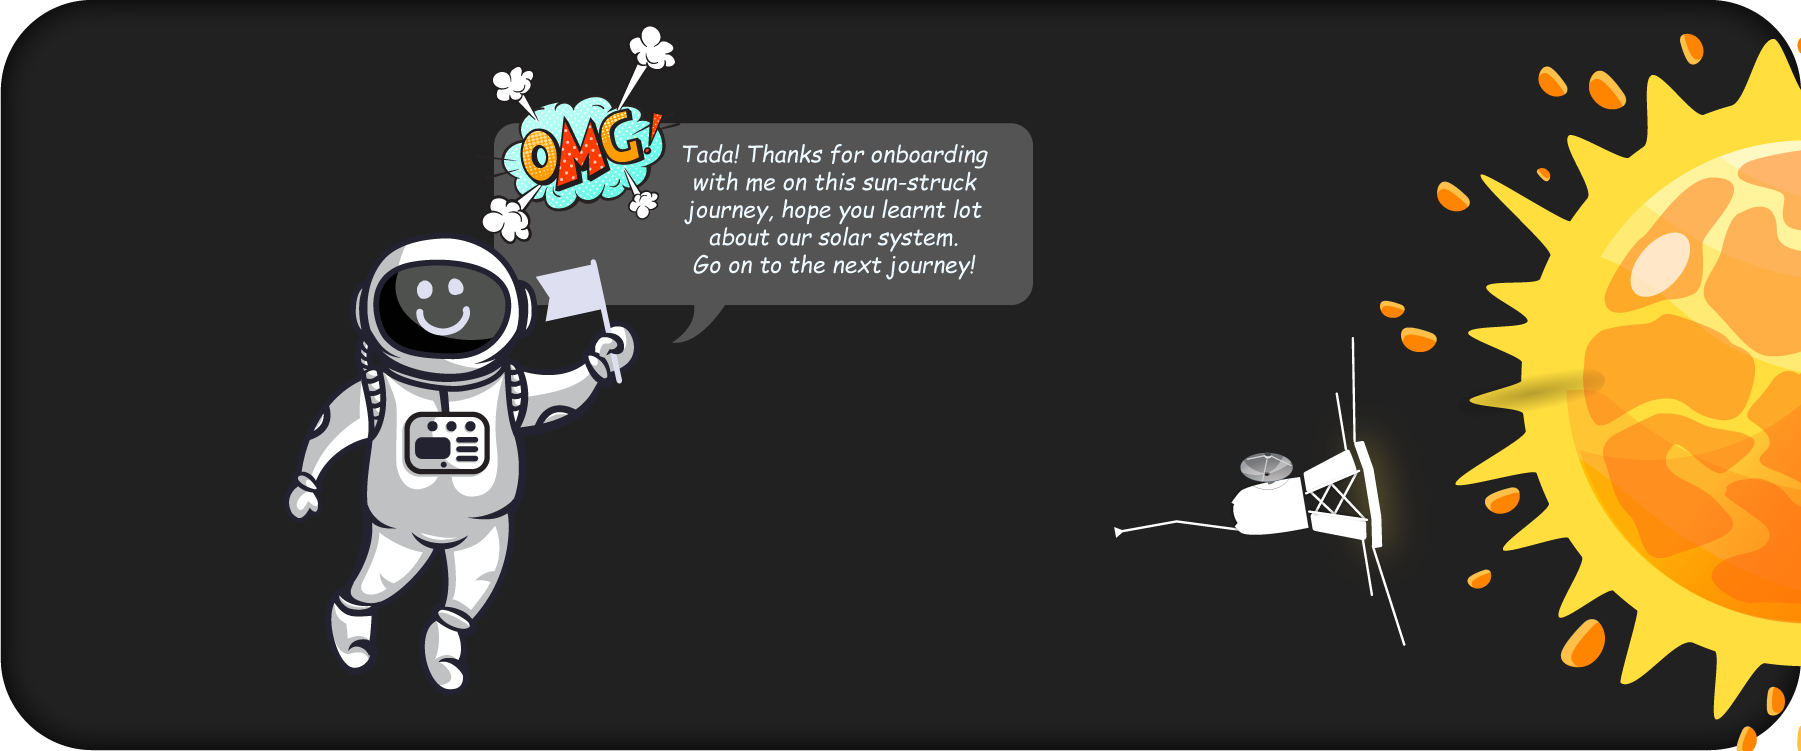 OMG!
Tada! Thanks for onboarding
with me on this sun-struck
journey, hope you learnt lot
about our solar system.
Go on to the next journey!